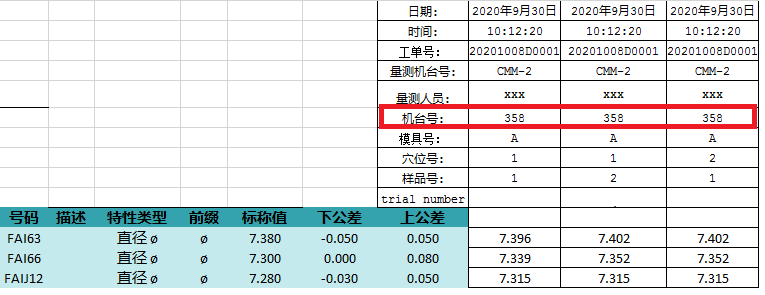 日期: 2020年9月30日 2020年9月30日 2020年9月30日
时间: 10:12:20 10:12:20 10:12:20
工单号: 20201008D0001 20201008D0001 20201008D0001
量测机台号: CMM-2 CMM-2 CMM-2
量测人员: xxx xxx xxx
机台号: 358 358 358
模具号: A A A
穴位号: 1 1 2
样品号: 1 2 1
trial number
号码 描述 特性类型 前缀 标称值 下公差 上公差
FAI63 直径 ø ø 7.380 -0.050 0.050 7.396 7.402 7.402
FAI66 直径 ø ø 7.300 0.000 0.080 7.339 7.352 7.352
FAIJ12 直径 ø ø 7.280 -0.030 0.050 7.315 7.315 7.315